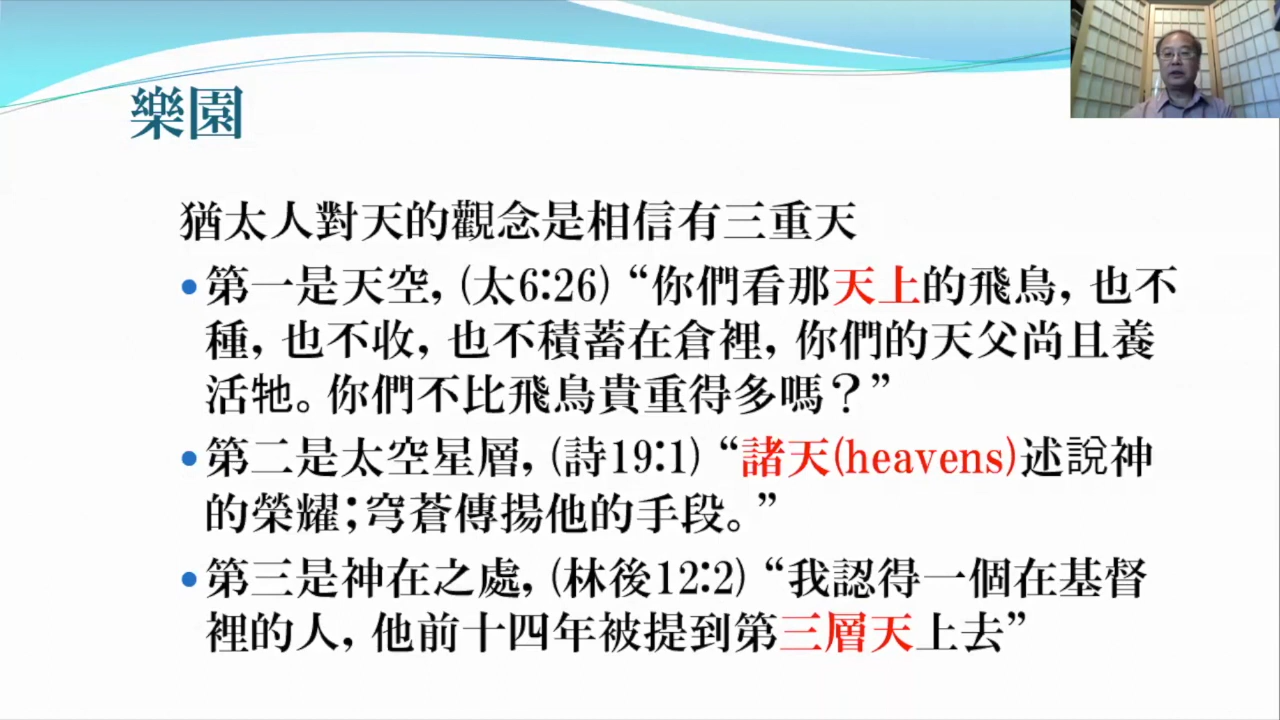 樂園
猶太人對天的觀念是相信有三重天
•第一是天空，(太6:26)“你們看那天上的飛鳥，也不
種，也不收，也不積蓄在倉裡，你們的天父尚且養
活牠。你們不比飛鳥貴重得多嗎？”
•第二是太空星層，(詩19:1)“諸天(heavens)述說神
的榮耀；穹蒼傳揚他的手段。”
•第三是神在之處，(林後12:2)“我認得一個在基督
裡的人，他前十四年被提到第三層天上去”